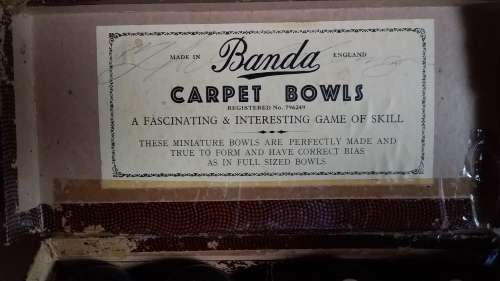 MADE IN Banda ENGLAND
CARPET BOWLS
REGISTERED No. 796249
A FASCINATING & INTERESTING GAME OF SKILL
THESE MINIATURE BOWLS ARE PERFECTLY MADE AND
TRUE TO FORM AND HAVE CORRECT BIAS
AS IN FULL SIZED BOWLS.